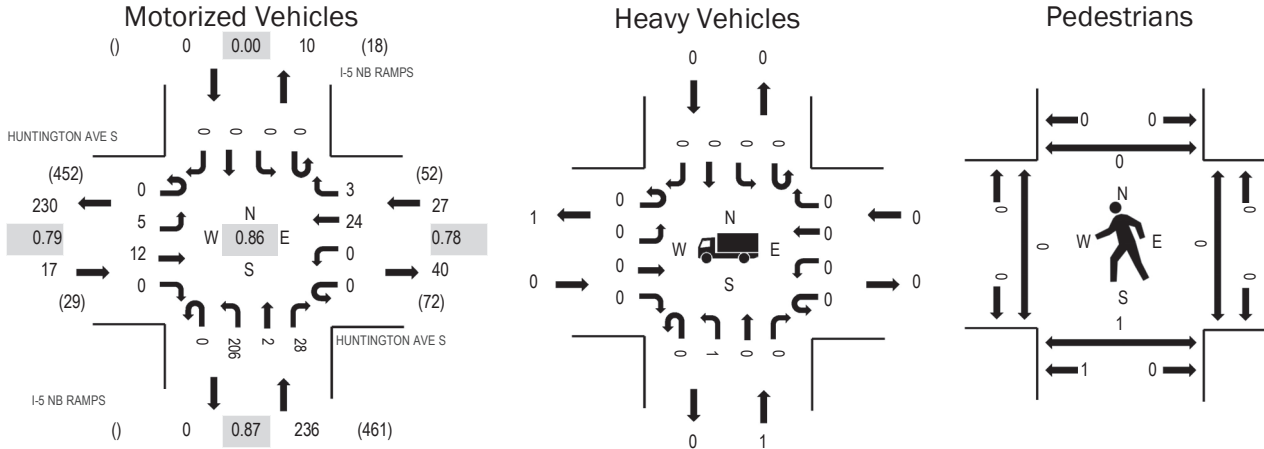 Motorized Vehicles
() 0 0.00 10 (18)
I-5 NB RAMPS
HUNTINGTON AVE S
0 0 0 0
(452) (52)
230 0 3 27
5 N 24
0.79 W 0.86 E 0.78
12 S 0
17 0 0 40
(29) (72)
0 206 2 28
HUNTINGTON AVE S
I-5 NB RAMPS
() 0 0.87 236 (461)
Heavy Vehicles
0 0
0 0 0 0
0 0
1 0 N 0 0
W E
0 0 S 0 0
0 0
0 1 0 0
0 1
Pedestrians
0 0
0
0 N 0
0 W E 0
0 S 0
1
1 0